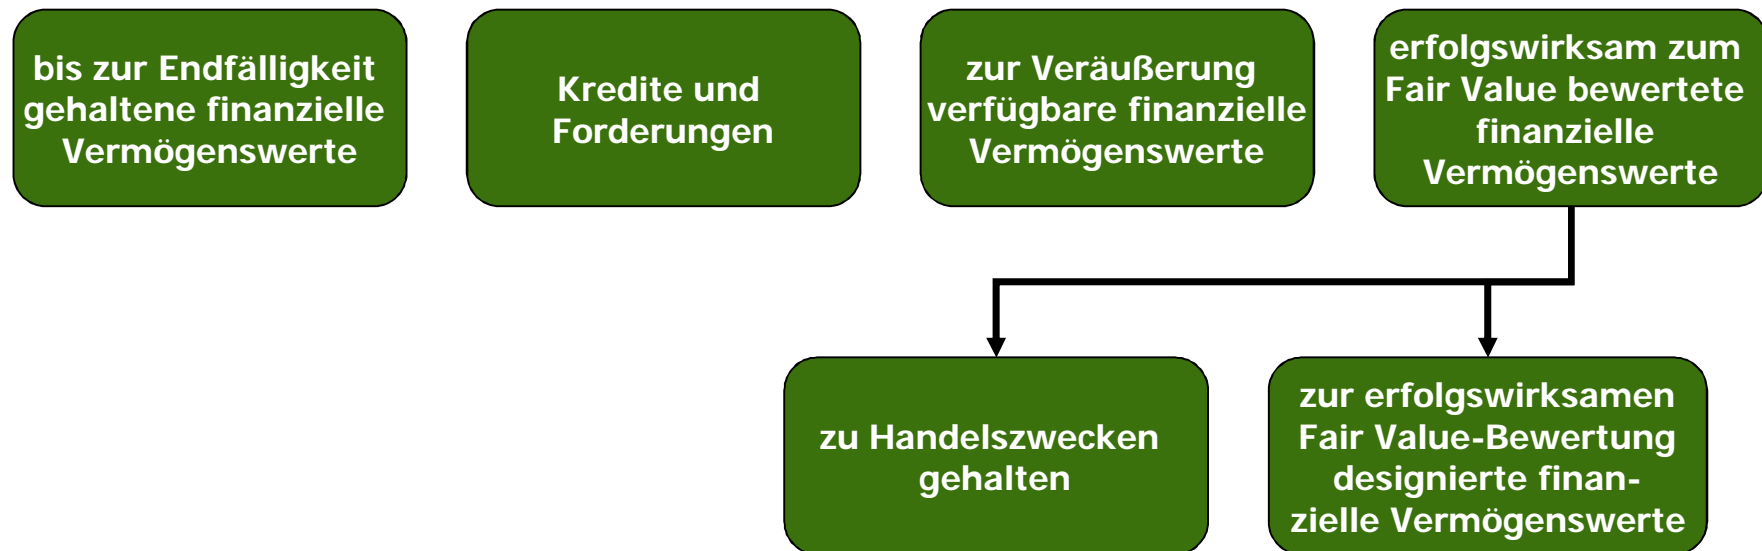 bis zur Endfälligkeit
gehaltene finanzielle
Vermögenswerte
Kredite und
Forderungen
zur Veräußerung
verfügbare finanzielle
Vermögenswerte
erfolgswirksam zum
Fair Value bewertete
finanzielle
Vermögenswerte
zu Handelszwecken
gehalten
zur erfolgswirksamen
Fair Value-Bewertung
designierte finan-
zielle Vermögenswerte